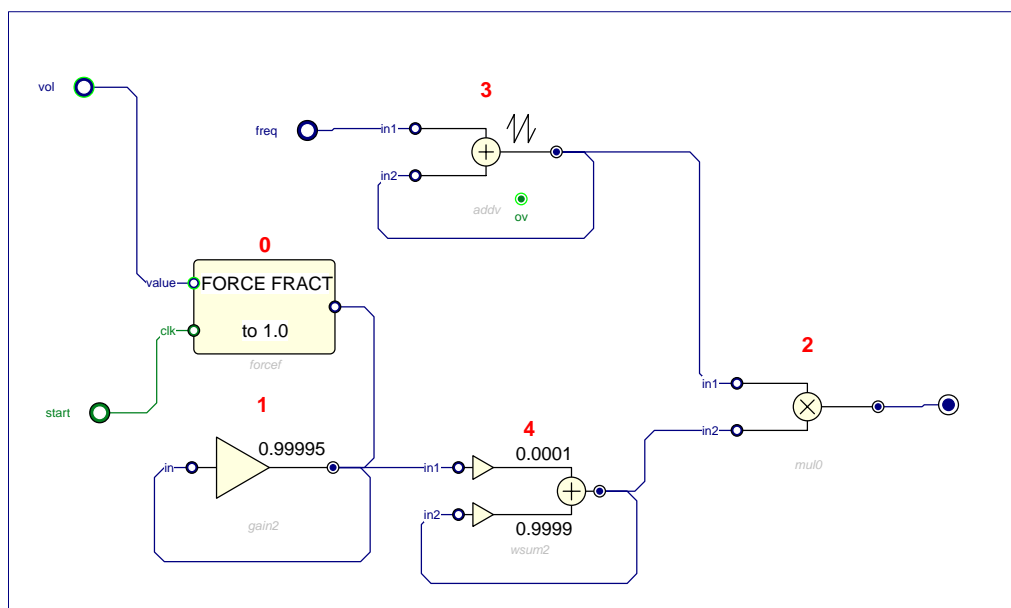 vol
3
freq
in1
in2
addv
ov
0
value
FORCE FRACT
clk
to 1.0
forcef
start
1
0.99995
in
gain2
4
in1
0.0001
in2
0.9999
wsum2
2
in1
in2
mul0